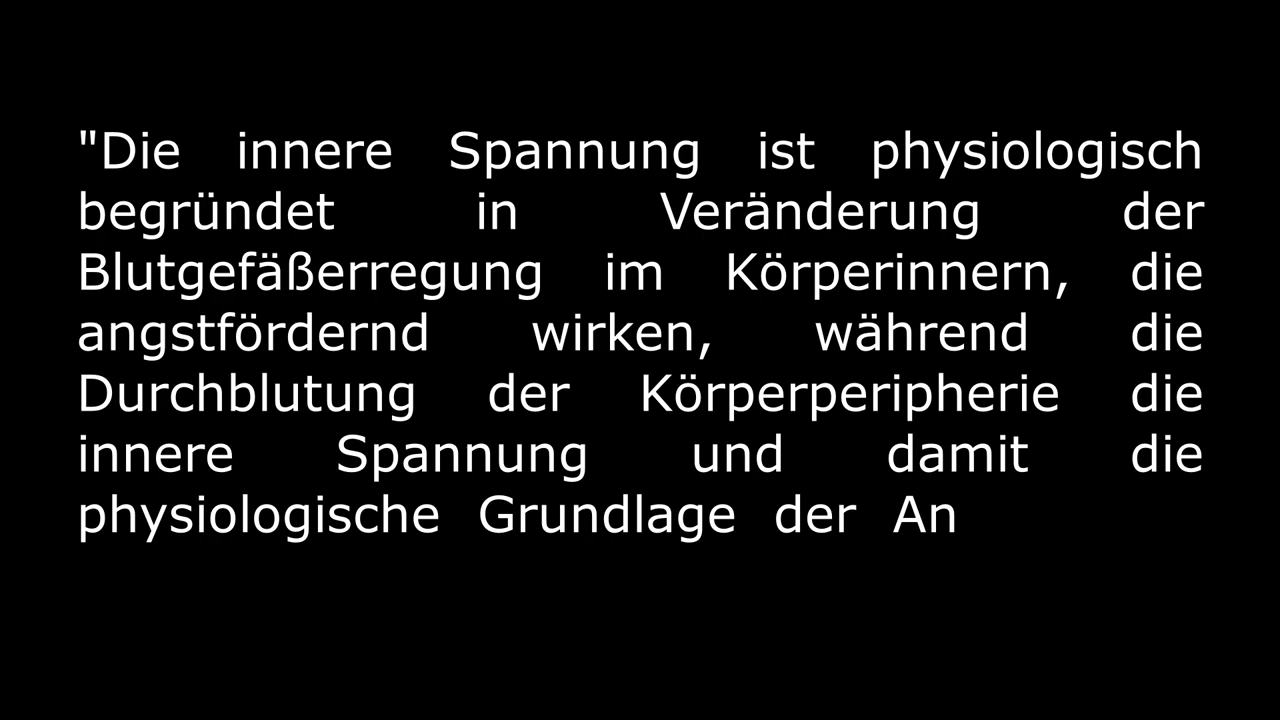 "Die innere Spannung ist physiologisch
begründet in Veränderung der
Blutgefäßerregung im Körperinnern, die
angstfördernd wirken, während die
Durchblutung der Körperperipherie die
innere Spannung und damit die
physiologische Grundlage der An